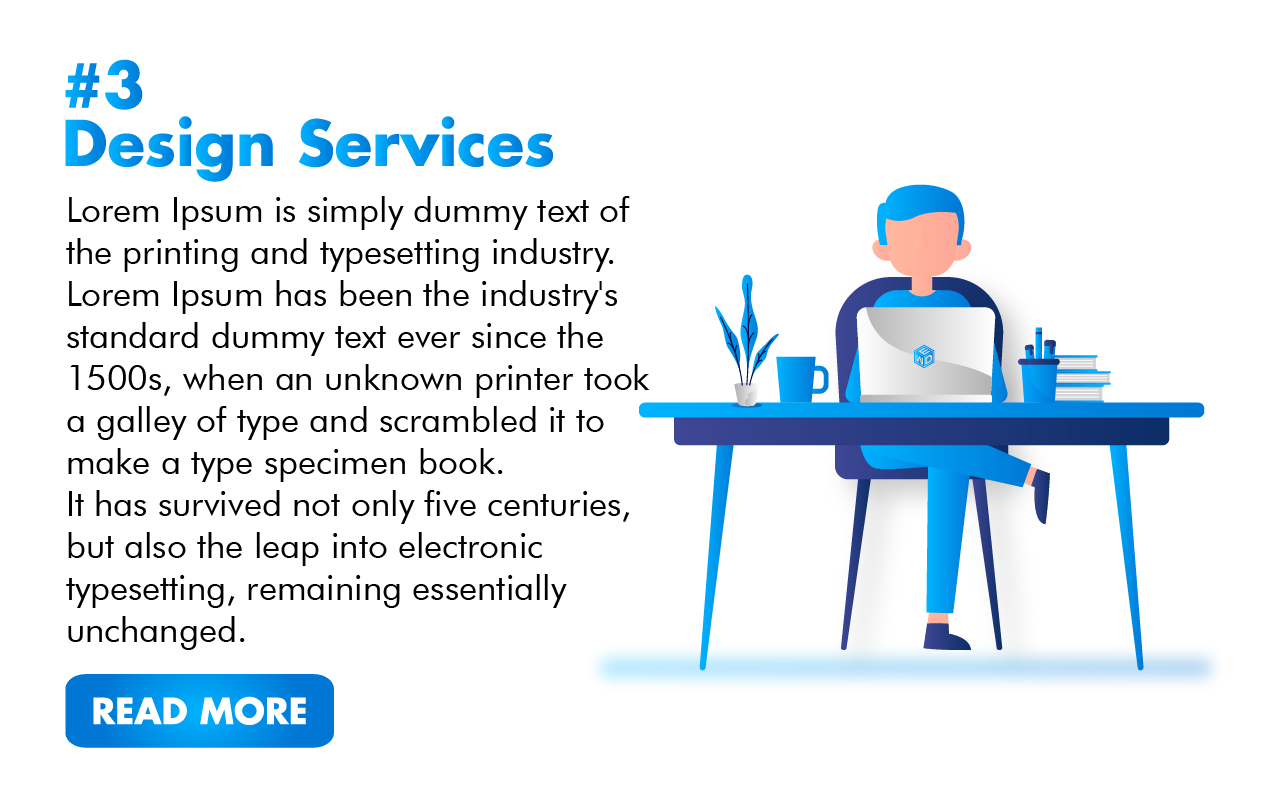 #3
Design Services
Lorem Ipsum is simply dummy text of
the printing and typesetting industry.
Lorem Ipsum has been the industry's
standard dummy text ever since the
1500s, when an unknown printer took
a galley of type and scrambled it to
make a type specimen book.
It has survived not only five centuries,
but also the leap into electronic
typesetting, remaining essentially
unchanged.
READ MORE